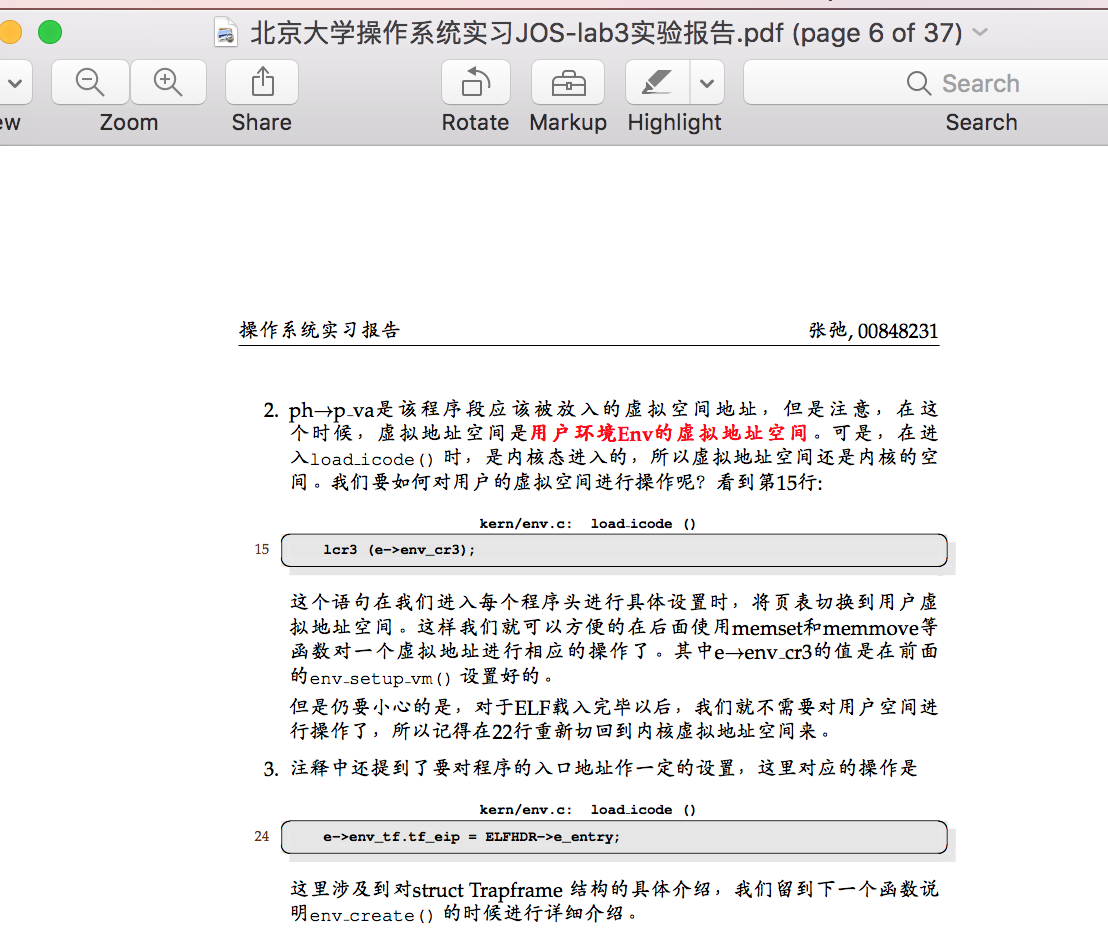 北京大学操作系统实习JOS-lab3实验报告.pdf (page 6 of 37)
ew Zoom Share Rotate Markup Highlight Search
Search
操作系统实习报告 张弛, 00848231
2. ph→p_va是该程序段应该被放入的虚拟空间地址，但是注意，在这
个时候，虚拟地址空间是用户环境Env的虚拟地址空间。可是，在进
入load_icode() 时，是内核态进入的，所以虚拟地址空间还是内核的空
间。我们要如何对用户的虚拟空间进行操作呢？看到第15行:
kern/env.c: load_icode ()
15 lcr3 (e->env_cr3);
这个语句在我们进入每个程序头进行具体设置时，将页表切换到用户虚
拟地址空间。这样我们就可以方便的在后面使用memset和memmove等
函数对一个虚拟地址进行相应的操作了。其中e→env_cr3的值是在前面
的env_setup_vm() 设置好的。
但是仍要小心的是，对于ELF载入完毕以后，我们就不需要对用户空间进
行操作了，所以记得在22行重新切回到内核虚拟地址空间来。
3. 注释中还提到了要对程序的入口地址作一定的设置，这里对应的操作是
kern/env.c: load_icode ()
24 e->env_tf.tf_eip = ELFHDR->e_entry;
这里涉及到对struct Trapframe 结构的具体介绍，我们留到下一个函数说
明env_create() 的时候进行详细介绍。